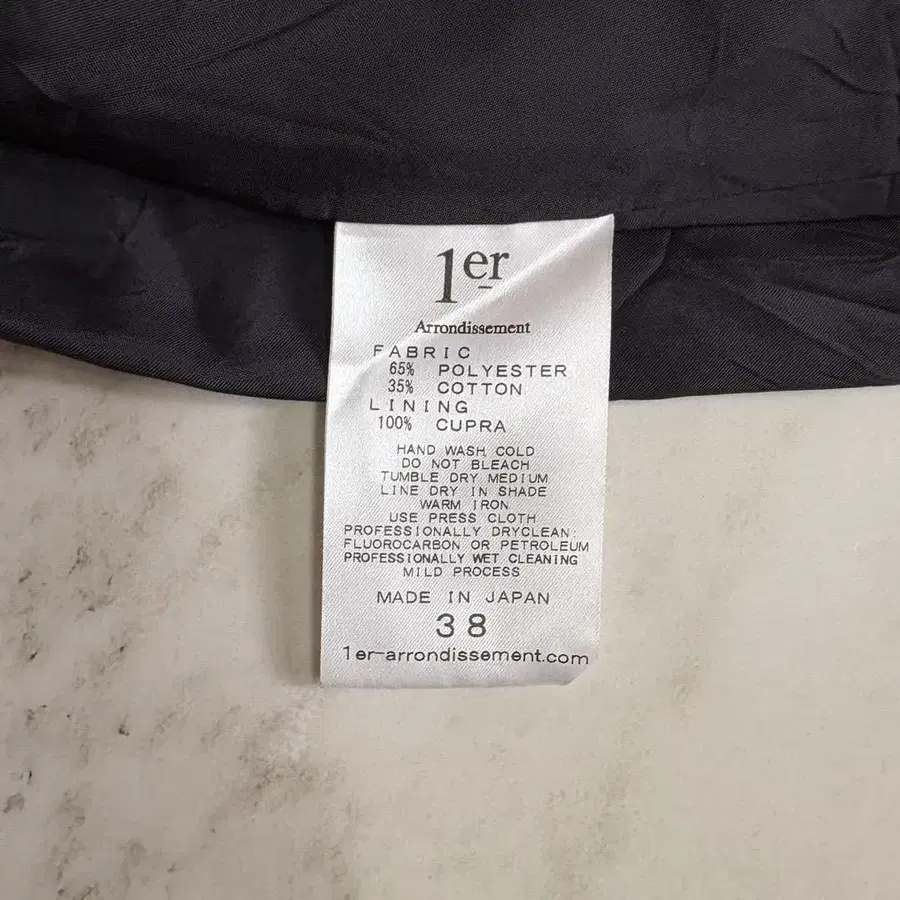 1er
Arrondissement
FABRIC
65% POLYESTER
35% COTTON
LINING
100% CUPRA
HAND WASH COLD
DO NOT BLEACH
TUMBLE DRY MEDIUM
LINE DRY IN SHADE
WARM IRON
USE PRESS CLOTH
PROFESSIONALLY DRYCLEAN:
FLUOROCARBON OR PETROLEUM
PROFESSIONALLY WET CLEANING
MILD PROCESS
MADE IN JAPAN
38
1er-arrondissement.com